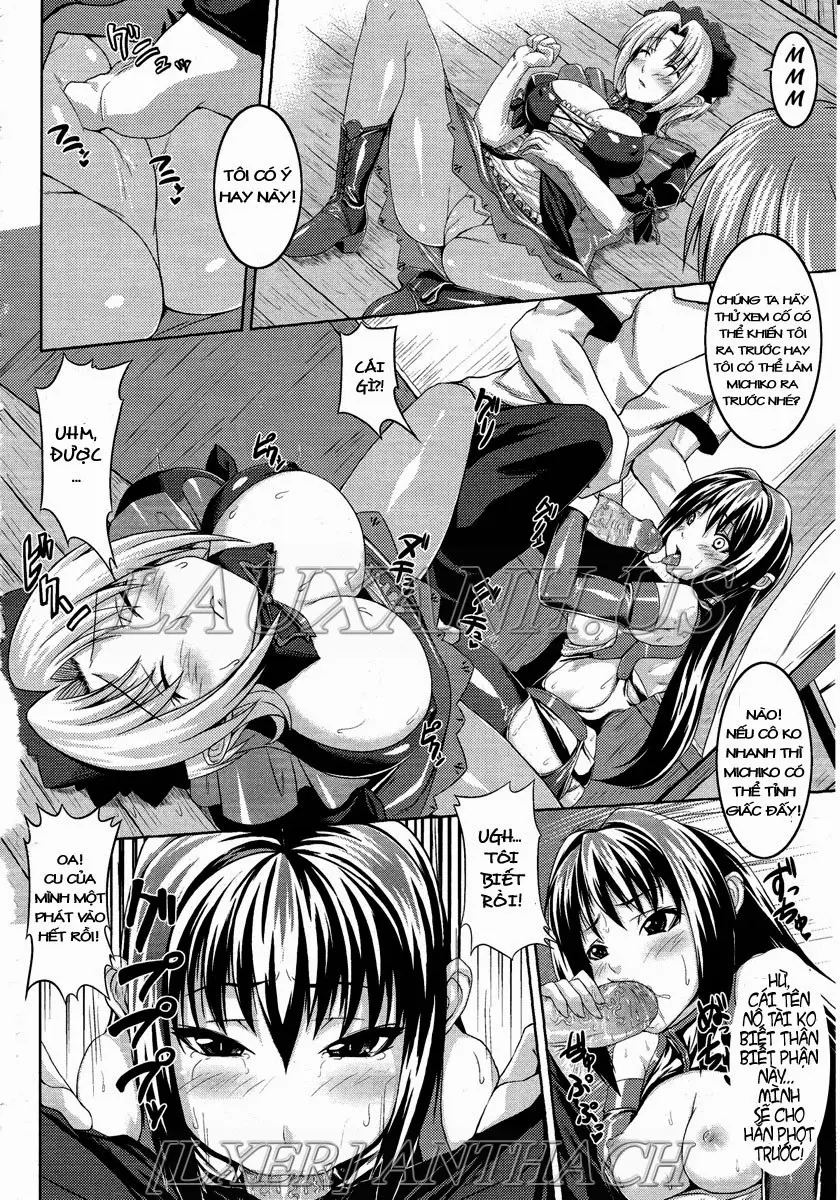 M
M
M
TÔI CÓ Ý
HAY NÀY!
CHÚNG TA HÃY
THỬ XEM CỐ CÓ
THỂ KHIẾN TÔI
RA TRƯỚC HAY
TÔI CÓ THỂ LÀM
MICHIKO RA
TRƯỚC NHÉ?
CÁI
GÌ?!
UHM,
ĐƯỢC
...
LAUXANH.US
NÀO!
NẾU CÔ KO
NHANH THÌ
MICHIKO CÓ
THỂ TỈNH
GIẤC ĐẤY!
UGH...
TÔI
BIẾT
RỒI!
OA!
CU CỦA
MÌNH MỘT
PHÁT VÀO
HẾT RỒI!
HỪ,
CÁI TÊN
NÔ TÀI KO
BIẾT THÂN
BIẾT PHẬN
NÀY...
MÌNH
SẼ CHO
HẮN PHỌT
TRƯỚC!
[LXER]ANTHACH